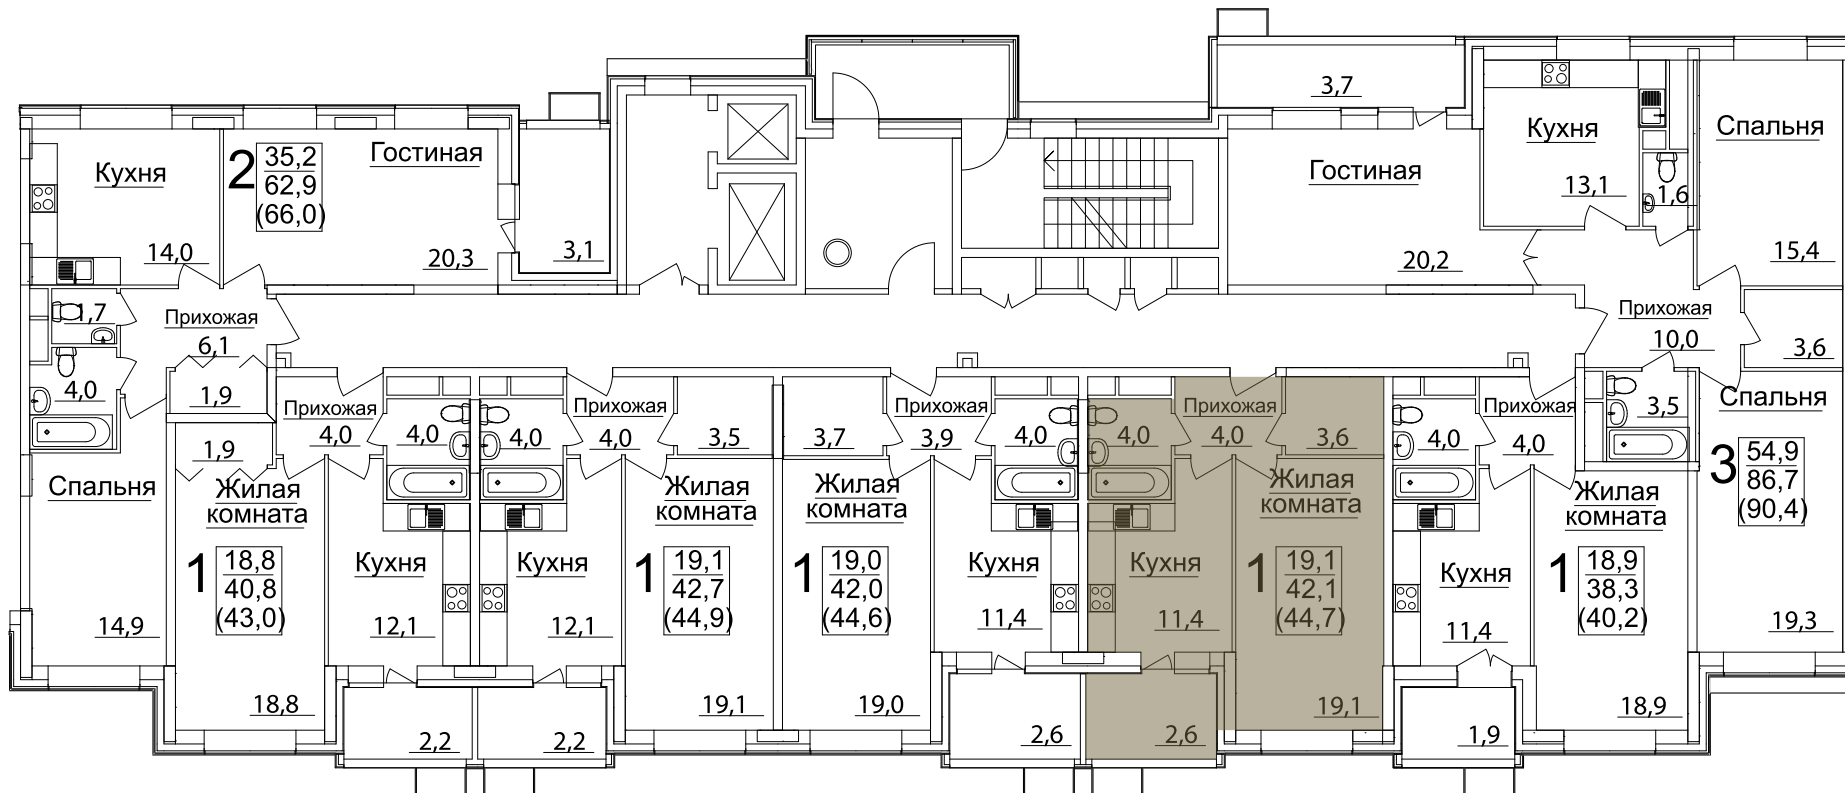 3,7
Кухня
13,1
1,6
Спальня
15,4
Кухня
14,0
2
35,2
62,9
(66,0)
Гостиная
20,3
3,1
Гостиная
20,2
1,7
Прихожая
6,1
4,0
1,9
Прихожая
10,0
3,6
1,9
Спальня
14,9
Прихожая
4,0
4,0
Жилая
комната
1
18,8
40,8
(43,0)
18,8
Кухня
12,1
2,2
4,0
Прихожая
4,0
3,5
Кухня
12,1
2,2
Жилая
комната
1
19,1
42,7
(44,9)
19,1
3,7
Прихожая
3,9
4,0
Жилая
комната
1
19,0
42,0
(44,6)
19,0
11,4
Кухня
2,6
4,0
Прихожая
4,0
3,6
Кухня
11,4
2,6
Жилая
комната
1
19,1
42,1
(44,7)
19,1
4,0
Прихожая
4,0
Кухня
11,4
1,9
Жилая
комната
1
18,9
38,3
(40,2)
18,9
3,5
Спальня
3
54,9
86,7
(90,4)
19,3